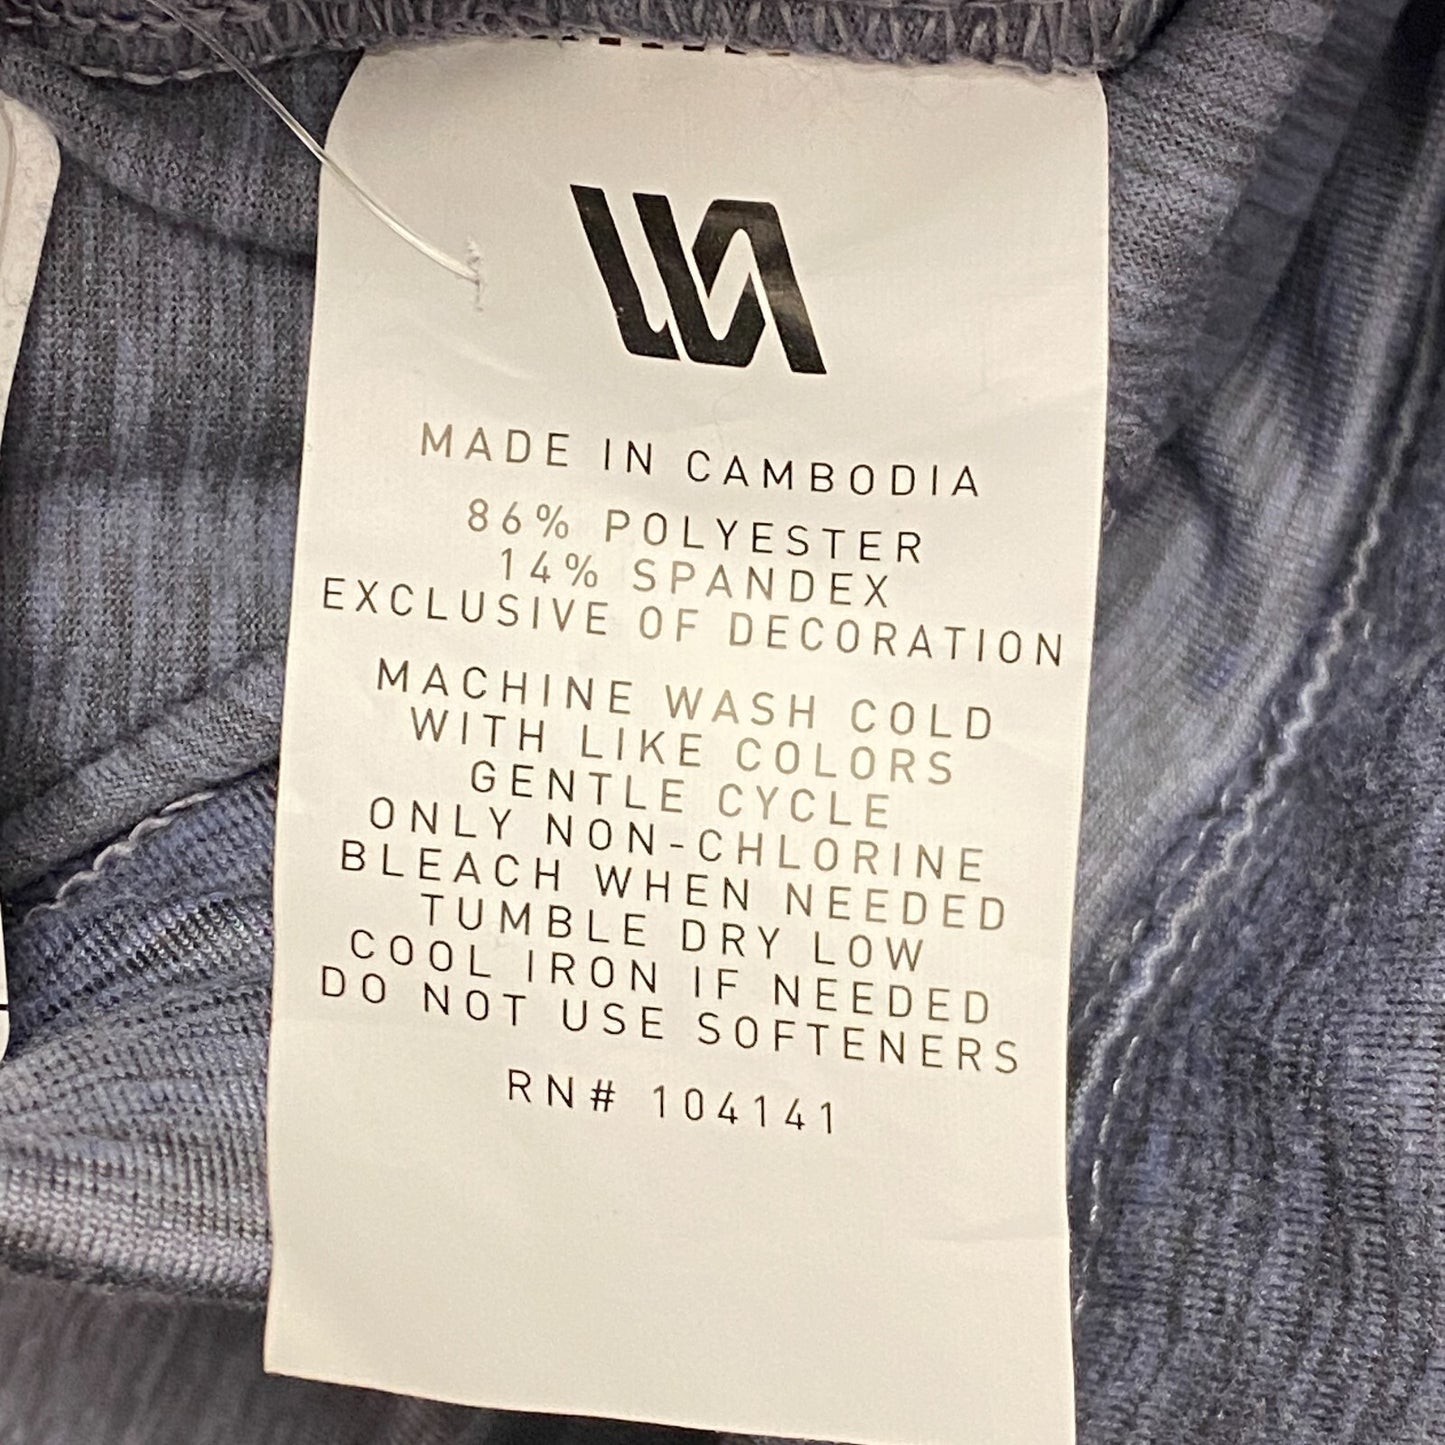 MADE IN CAMBODIA
86% POLYESTER
14% SPANDEX
EXCLUSIVE OF DECORATION
MACHINE WASH COLD
WITH LIKE COLORS
GENTLE CYCLE
ONLY NON-CHLORINE
BLEACH WHEN NEEDED
TUMBLE DRY LOW
COOL IRON IF NEEDED
DO NOT USE SOFTENERS
RN# 104141